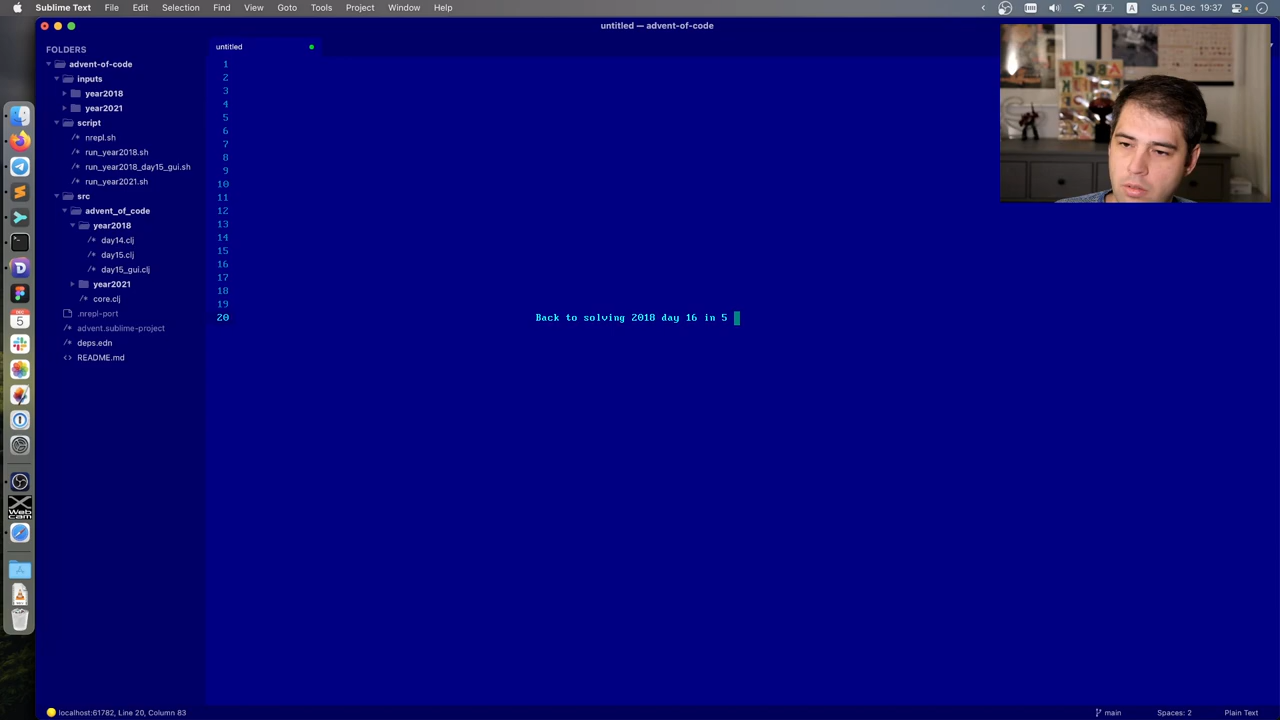 Sublime Text File Edit Selection Find View Goto Tools Project Window Help
A Sun 5. Dec 19:37
untitled — advent-of-code
FOLDERS
advent-of-code
inputs
year2018
year2021
script
/* nrepl.sh
/* run_year2018.sh
/* run_year2018_day15_gui.sh
/* run_year2021.sh
src
advent_of_code
year2018
/* day14.clj
/* day15.clj
/* day15_gui.clj
year2021
/* core.clj
.nrepl-port
/* advent.sublime-project
/* deps.edn
<> README.md
untitled
1
2
3
4
5
6
7
8
9
10
11
12
13
14
15
16
17
18
19
20 Back to solving 2018 day 16 in 5
DEC
5
Web
cam
localhost:61782, Line 20, Column 83
main
Spaces: 2
Plain Text